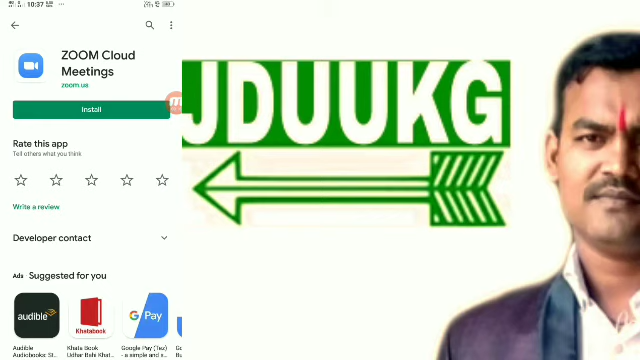 10:37
ZOOM Cloud
Meetings
zoom.us
Install
Rate this app
Tell others what you think
Write a review
Developer contact
Ads · Suggested for you
audible
Khatabook
G Pay
Audible
Audiobooks: St...
Khata Book
Udhar Bahi Khat...
Google Pay (Tez)
- a simple and s...
JDUUKG